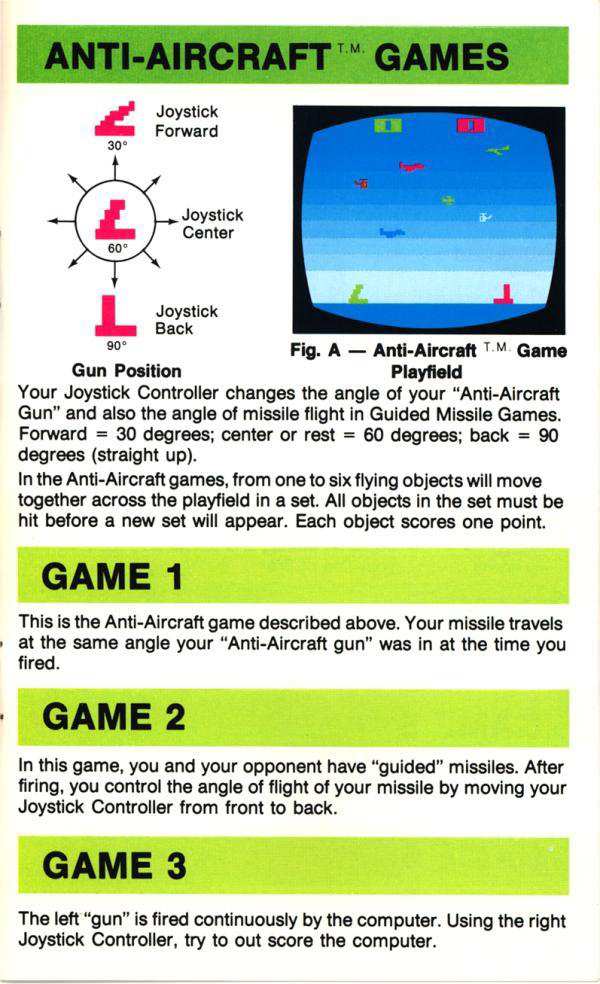 ANTI-AIRCRAFT T.M. GAMES
Joystick
Forward
30°
Joystick
Center
60°
Joystick
Back
90°
Gun Position
Fig. A — Anti-Aircraft T.M. Game
Playfield
Your Joystick Controller changes the angle of your “Anti-Aircraft
Gun” and also the angle of missile flight in Guided Missile Games.
Forward = 30 degrees; center or rest = 60 degrees; back = 90
degrees (straight up).
In the Anti-Aircraft games, from one to six flying objects will move
together across the playfield in a set. All objects in the set must be
hit before a new set will appear. Each object scores one point.
GAME 1
This is the Anti-Aircraft game described above. Your missile travels
at the same angle your “Anti-Aircraft gun” was in at the time you
fired.
GAME 2
In this game, you and your opponent have “guided” missiles. After
firing, you control the angle of flight of your missile by moving your
Joystick Controller from front to back.
GAME 3
The left “gun” is fired continuously by the computer. Using the right
Joystick Controller, try to out score the computer.